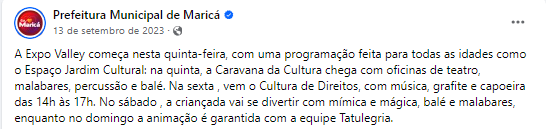 Maricá
Prefeitura Municipal de Maricá
13 de setembro de 2023 ·
A Expo Valley começa nesta quinta-feira, com uma programação feita para todas as idades como
o Espaço Jardim Cultural: na quinta, a Caravana da Cultura chega com oficinas de teatro,
malabares, percussão e balé. Na sexta , vem o Cultura de Direitos, com música, grafite e capoeira
das 14h às 17h. No sábado , a criançada vai se divertir com mímica e mágica, balé e malabares,
enquanto no domingo a animação é garantida com a equipe Tatulegria.